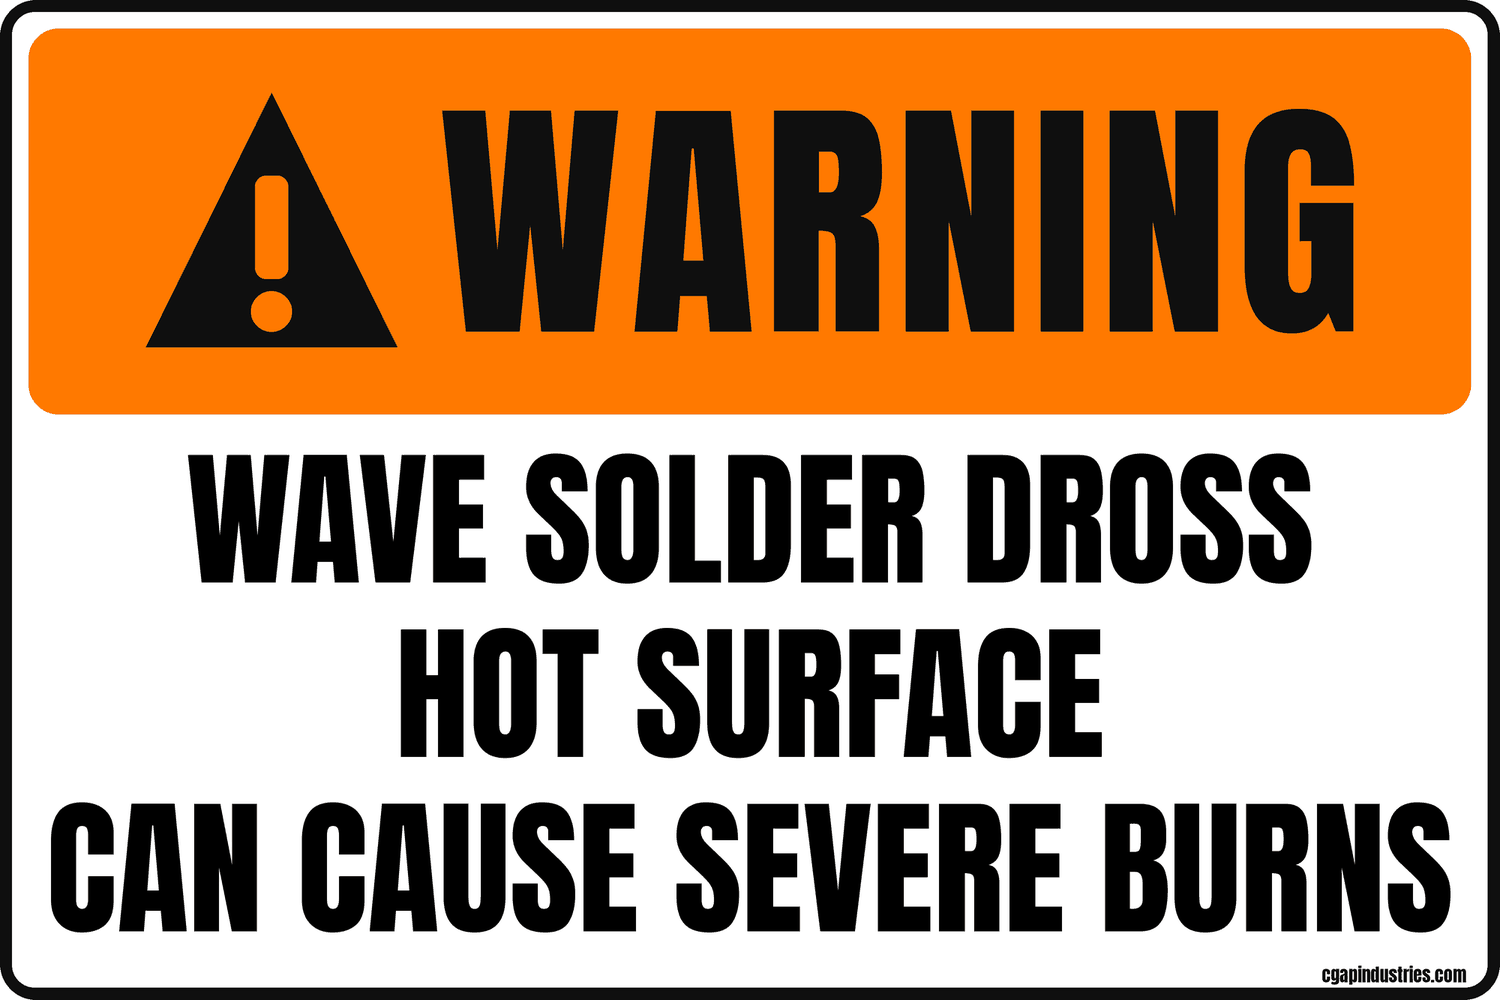 WARNING
WAVE SOLDER DROSS
HOT SURFACE
CAN CAUSE SEVERE BURNS
cgapindustries.com